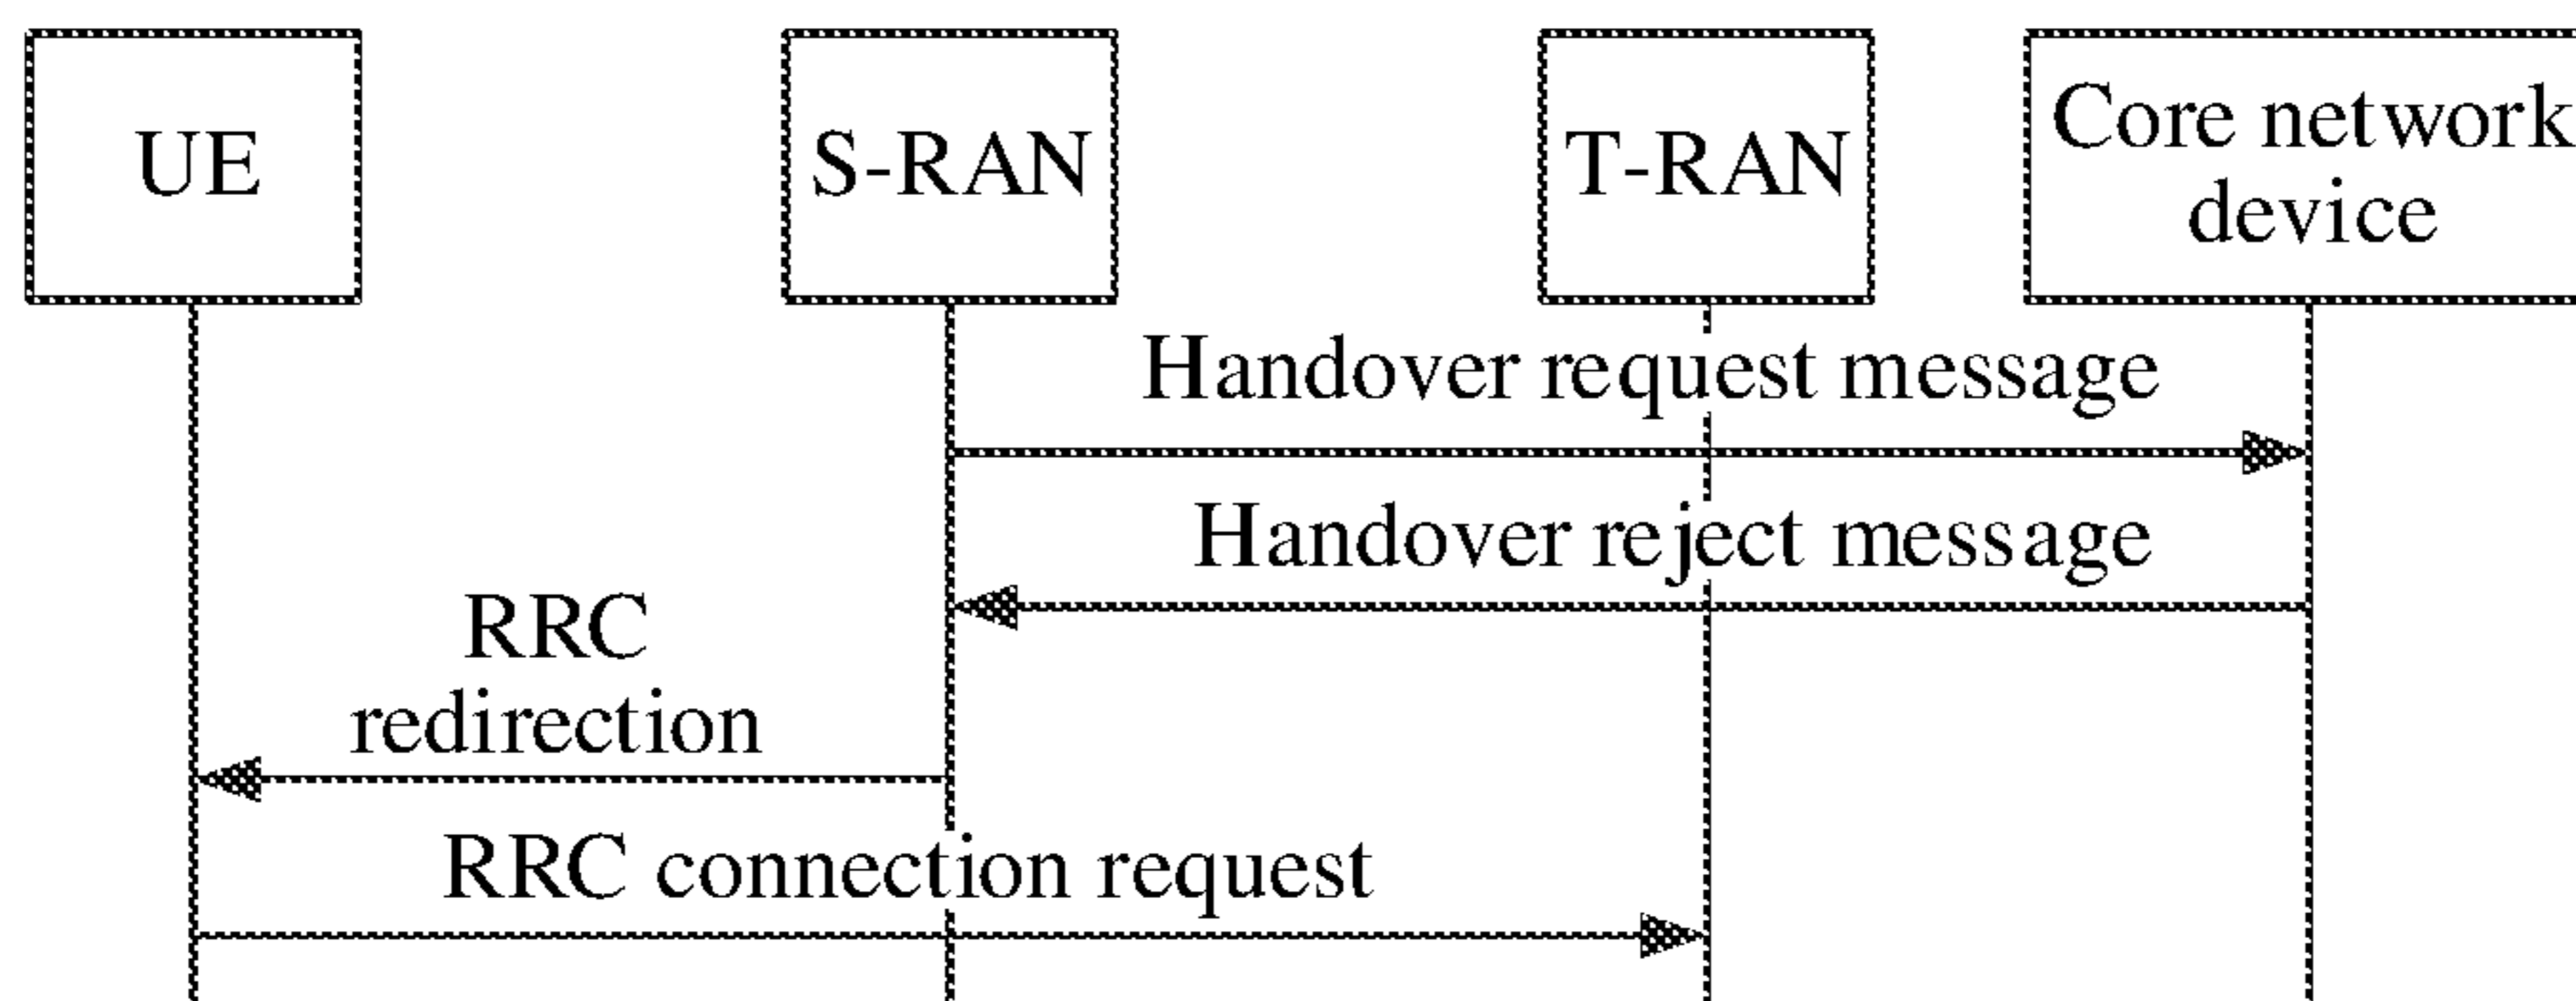 UE
S-RAN
T-RAN
Core network
device
Handover request message
Handover reject message
RRC
redirection
RRC connection request